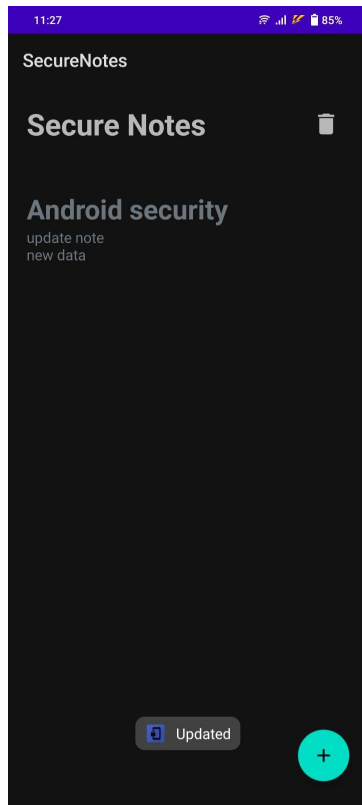 11:27
85%
SecureNotes
Secure Notes
Android security
update note
new data
Updated
+